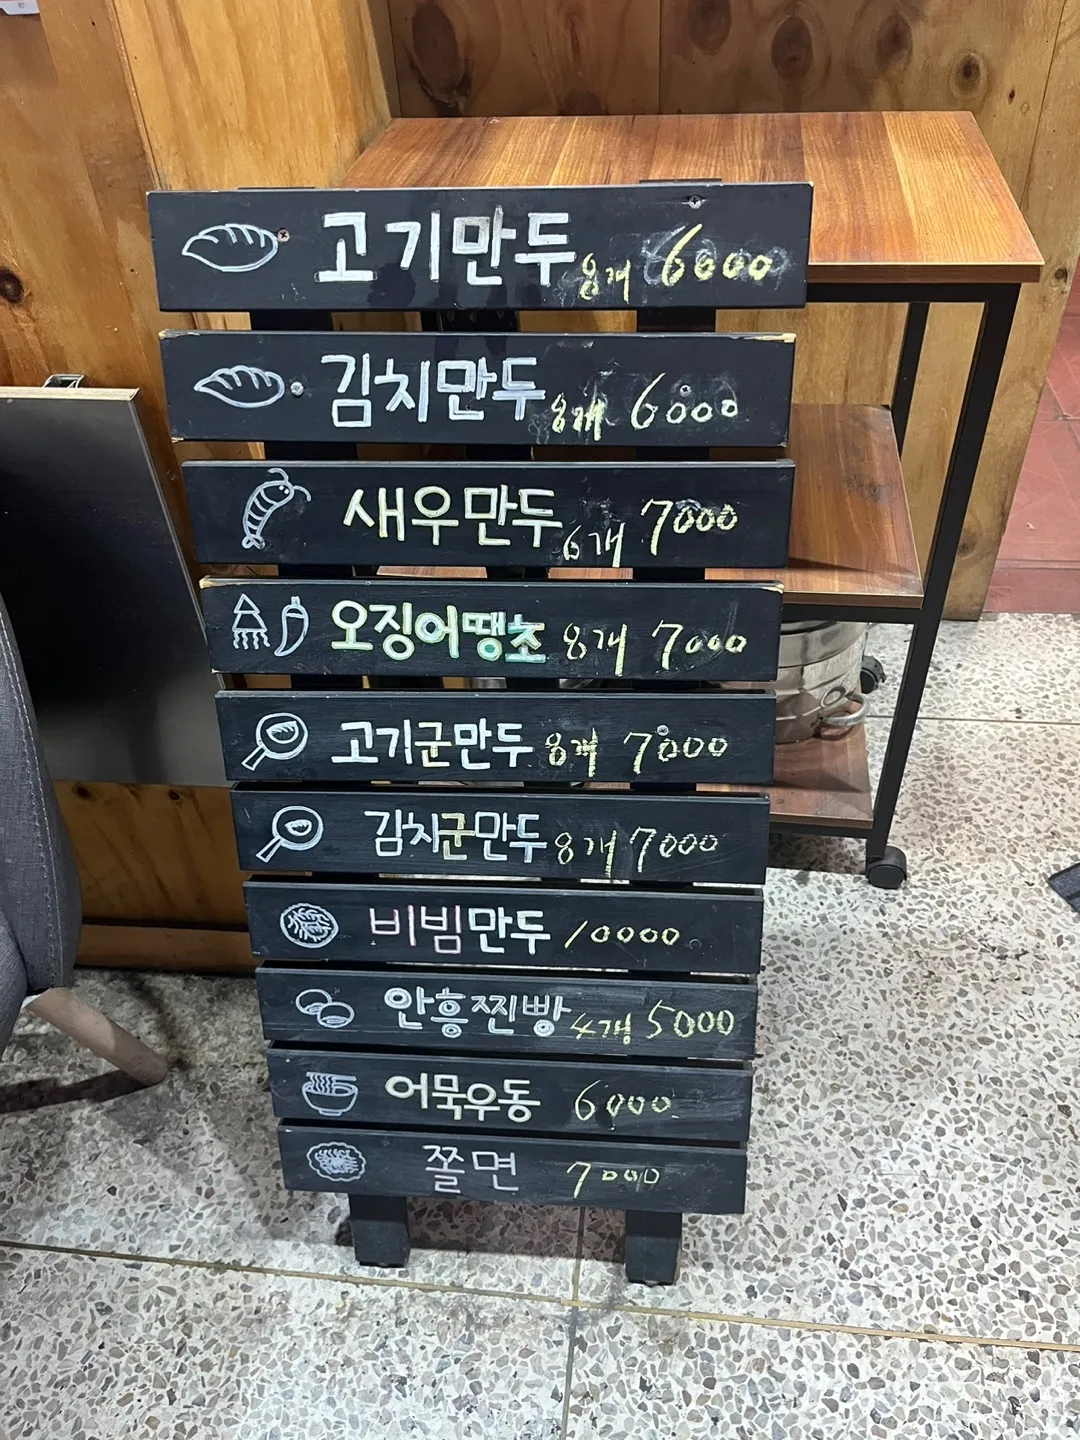 고기만두 8개 6000
김치만두 8개 6000
새우만두 6개 7000
오징어땡초 8개 7000
고기군만두 8개 7000
김치군만두 8개 7000
비빔만두 10000
안흥찐빵 4개 5000
어묵우동 6000
쫄면 7000